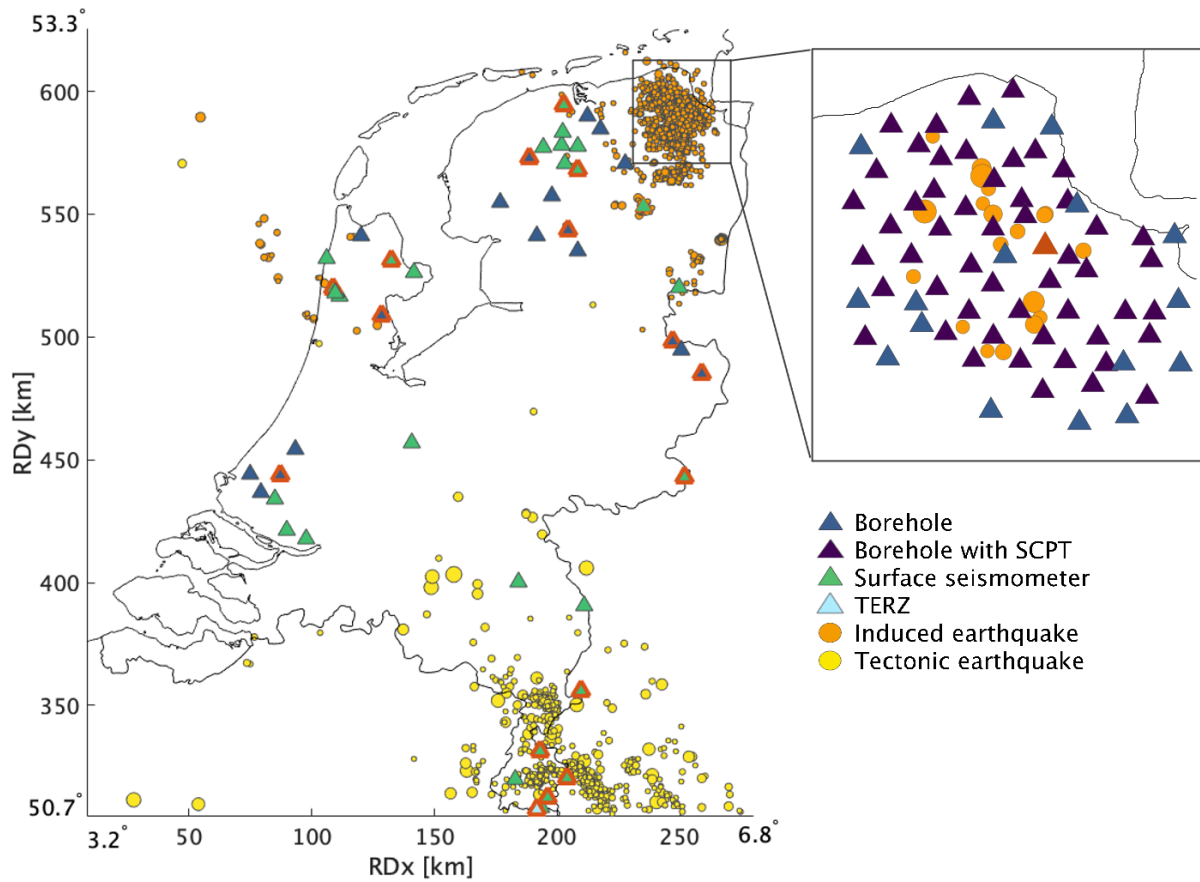 53.3°
RDy [km]
600
550
500
450
400
350
50.7°
3.2°
50
100
150
200
250
6.8°
RDx [km]
Borehole
Borehole with SCPT
Surface seismometer
TERZ
Induced earthquake
Tectonic earthquake